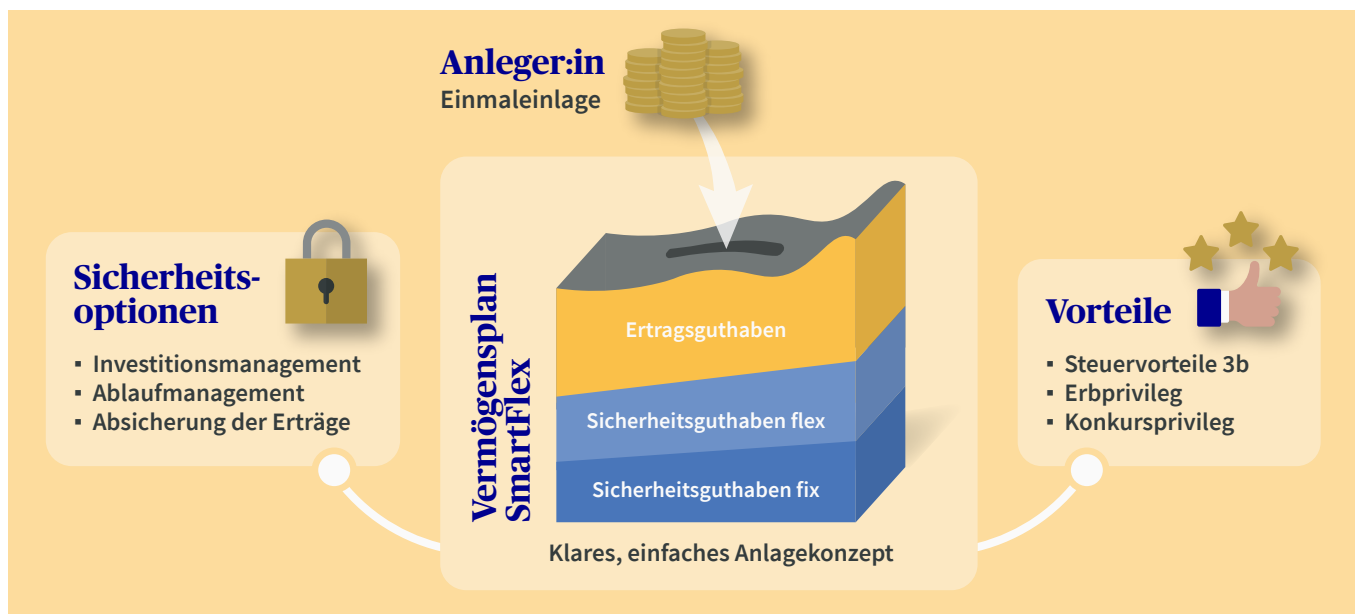 Anleger:in
Einmaleinlage
Sicherheits-
optionen
▪ Investitionsmanagement
▪ Ablaufmanagement
▪ Absicherung der Erträge
Vermögensplan
SmartFlex
Ertragsguthaben
Sicherheitsguthaben flex
Sicherheitsguthaben fix
Klares, einfaches Anlagekonzept
Vorteile
▪ Steuervorteile 3b
▪ Erbprivileg
▪ Konkursprivileg